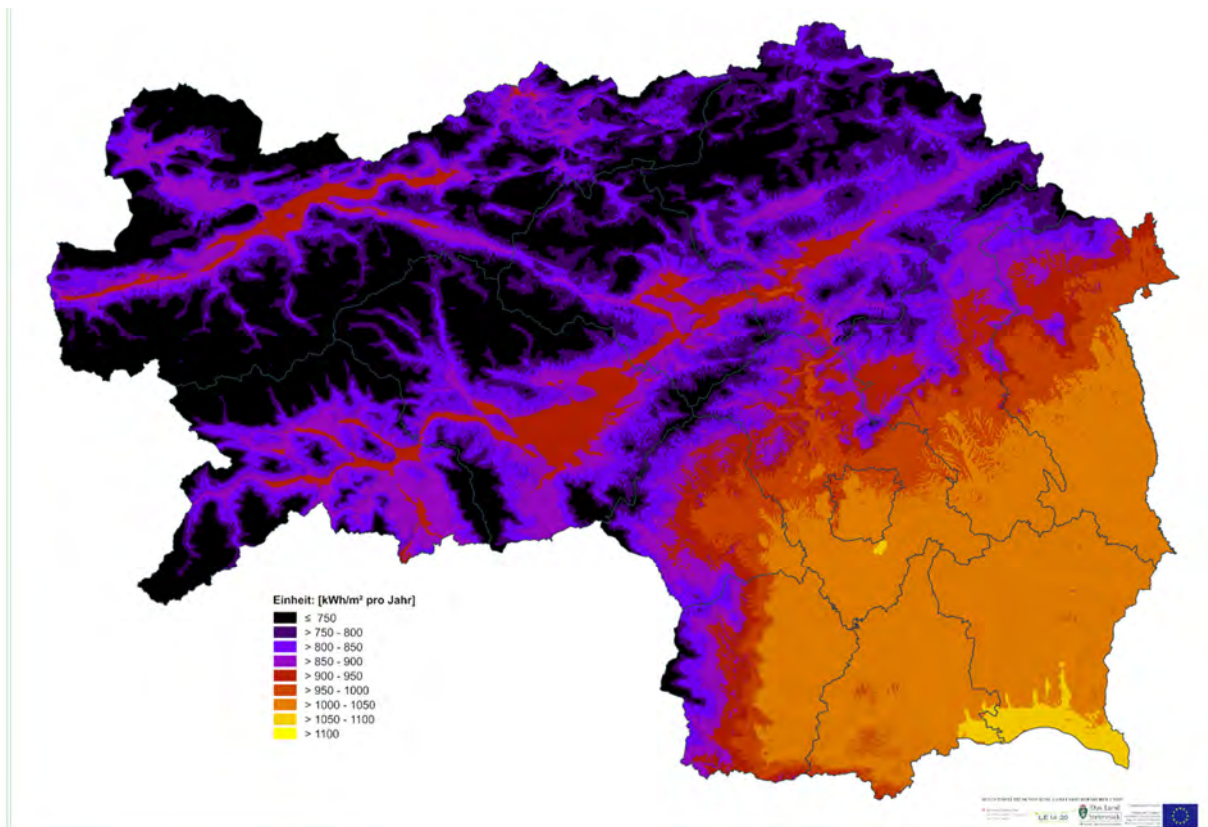 Einheit: [kWh/m² pro Jahr]
≤ 750
> 750 - 800
> 800 - 850
> 850 - 900
> 900 - 950
> 950 - 1000
> 1000 - 1050
> 1050 - 1100
> 1100
LE 14-20
Das Land
Steiermark